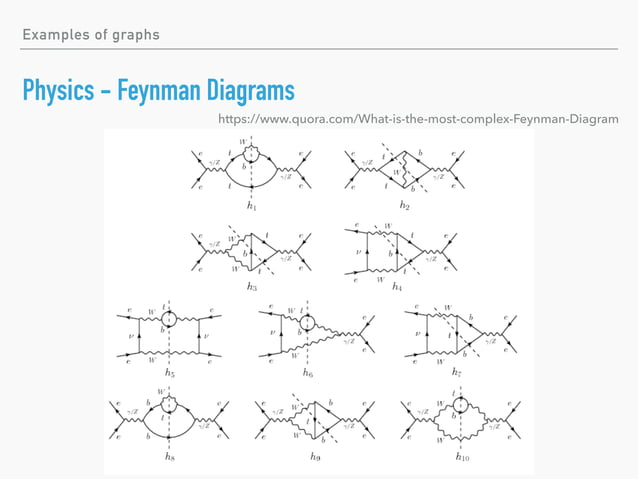 Examples of graphs
Physics - Feynman Diagrams
https://www.quora.com/What-is-the-most-complex-Feynman-Diagram
e γ/Z t W b t γ/Z e e e
h1
e γ/Z t W b t b γ/Z e e e
h2
e γ/Z W b W t t γ/Z e e e
h3
e W ν b t t W e γ/Z e e
h4
e W t e ν b ν e W e
h5
e W t e ν b γ/Z e W e
h6
e W b e ν t b γ/Z e W e
h7
e γ/Z b W t b γ/Z e e e
h8
e γ/Z W t W b b γ/Z e e e
h9
e γ/Z t b W W γ/Z e e e
h10